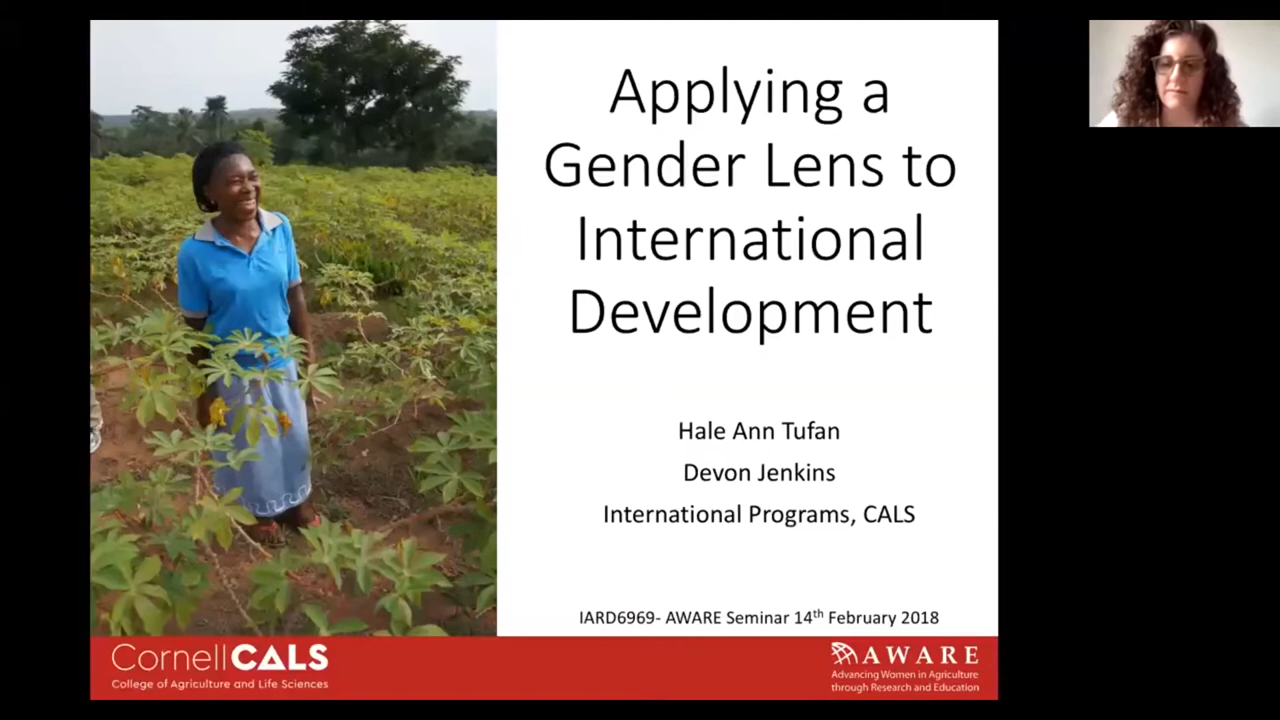 Applying a
Gender Lens to
International
Development
Hale Ann Tufan
Devon Jenkins
International Programs, CALS
IARD6969- AWARE Seminar 14th February 2018
CornellCALS
College of Agriculture and Life Sciences
AWARE
Advancing Women in Agriculture
through Research and Education